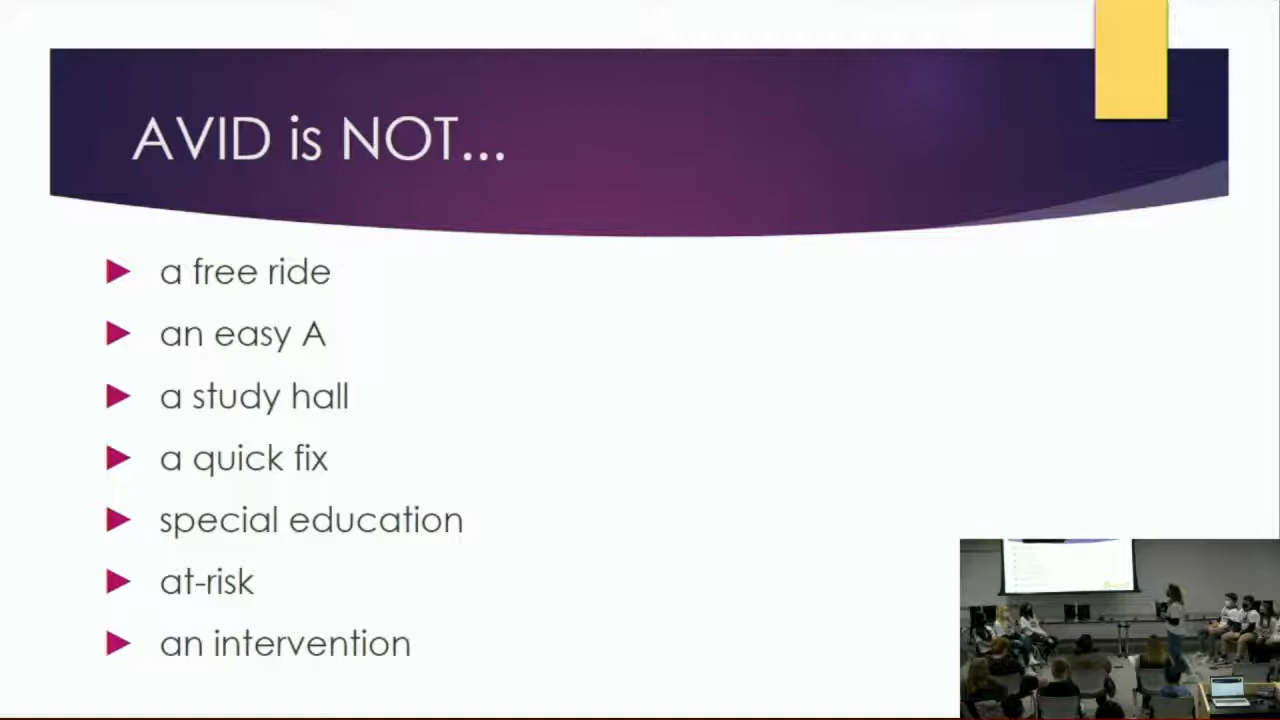 AVID is NOT...
a free ride
an easy A
a study hall
a quick fix
special education
at-risk
an intervention